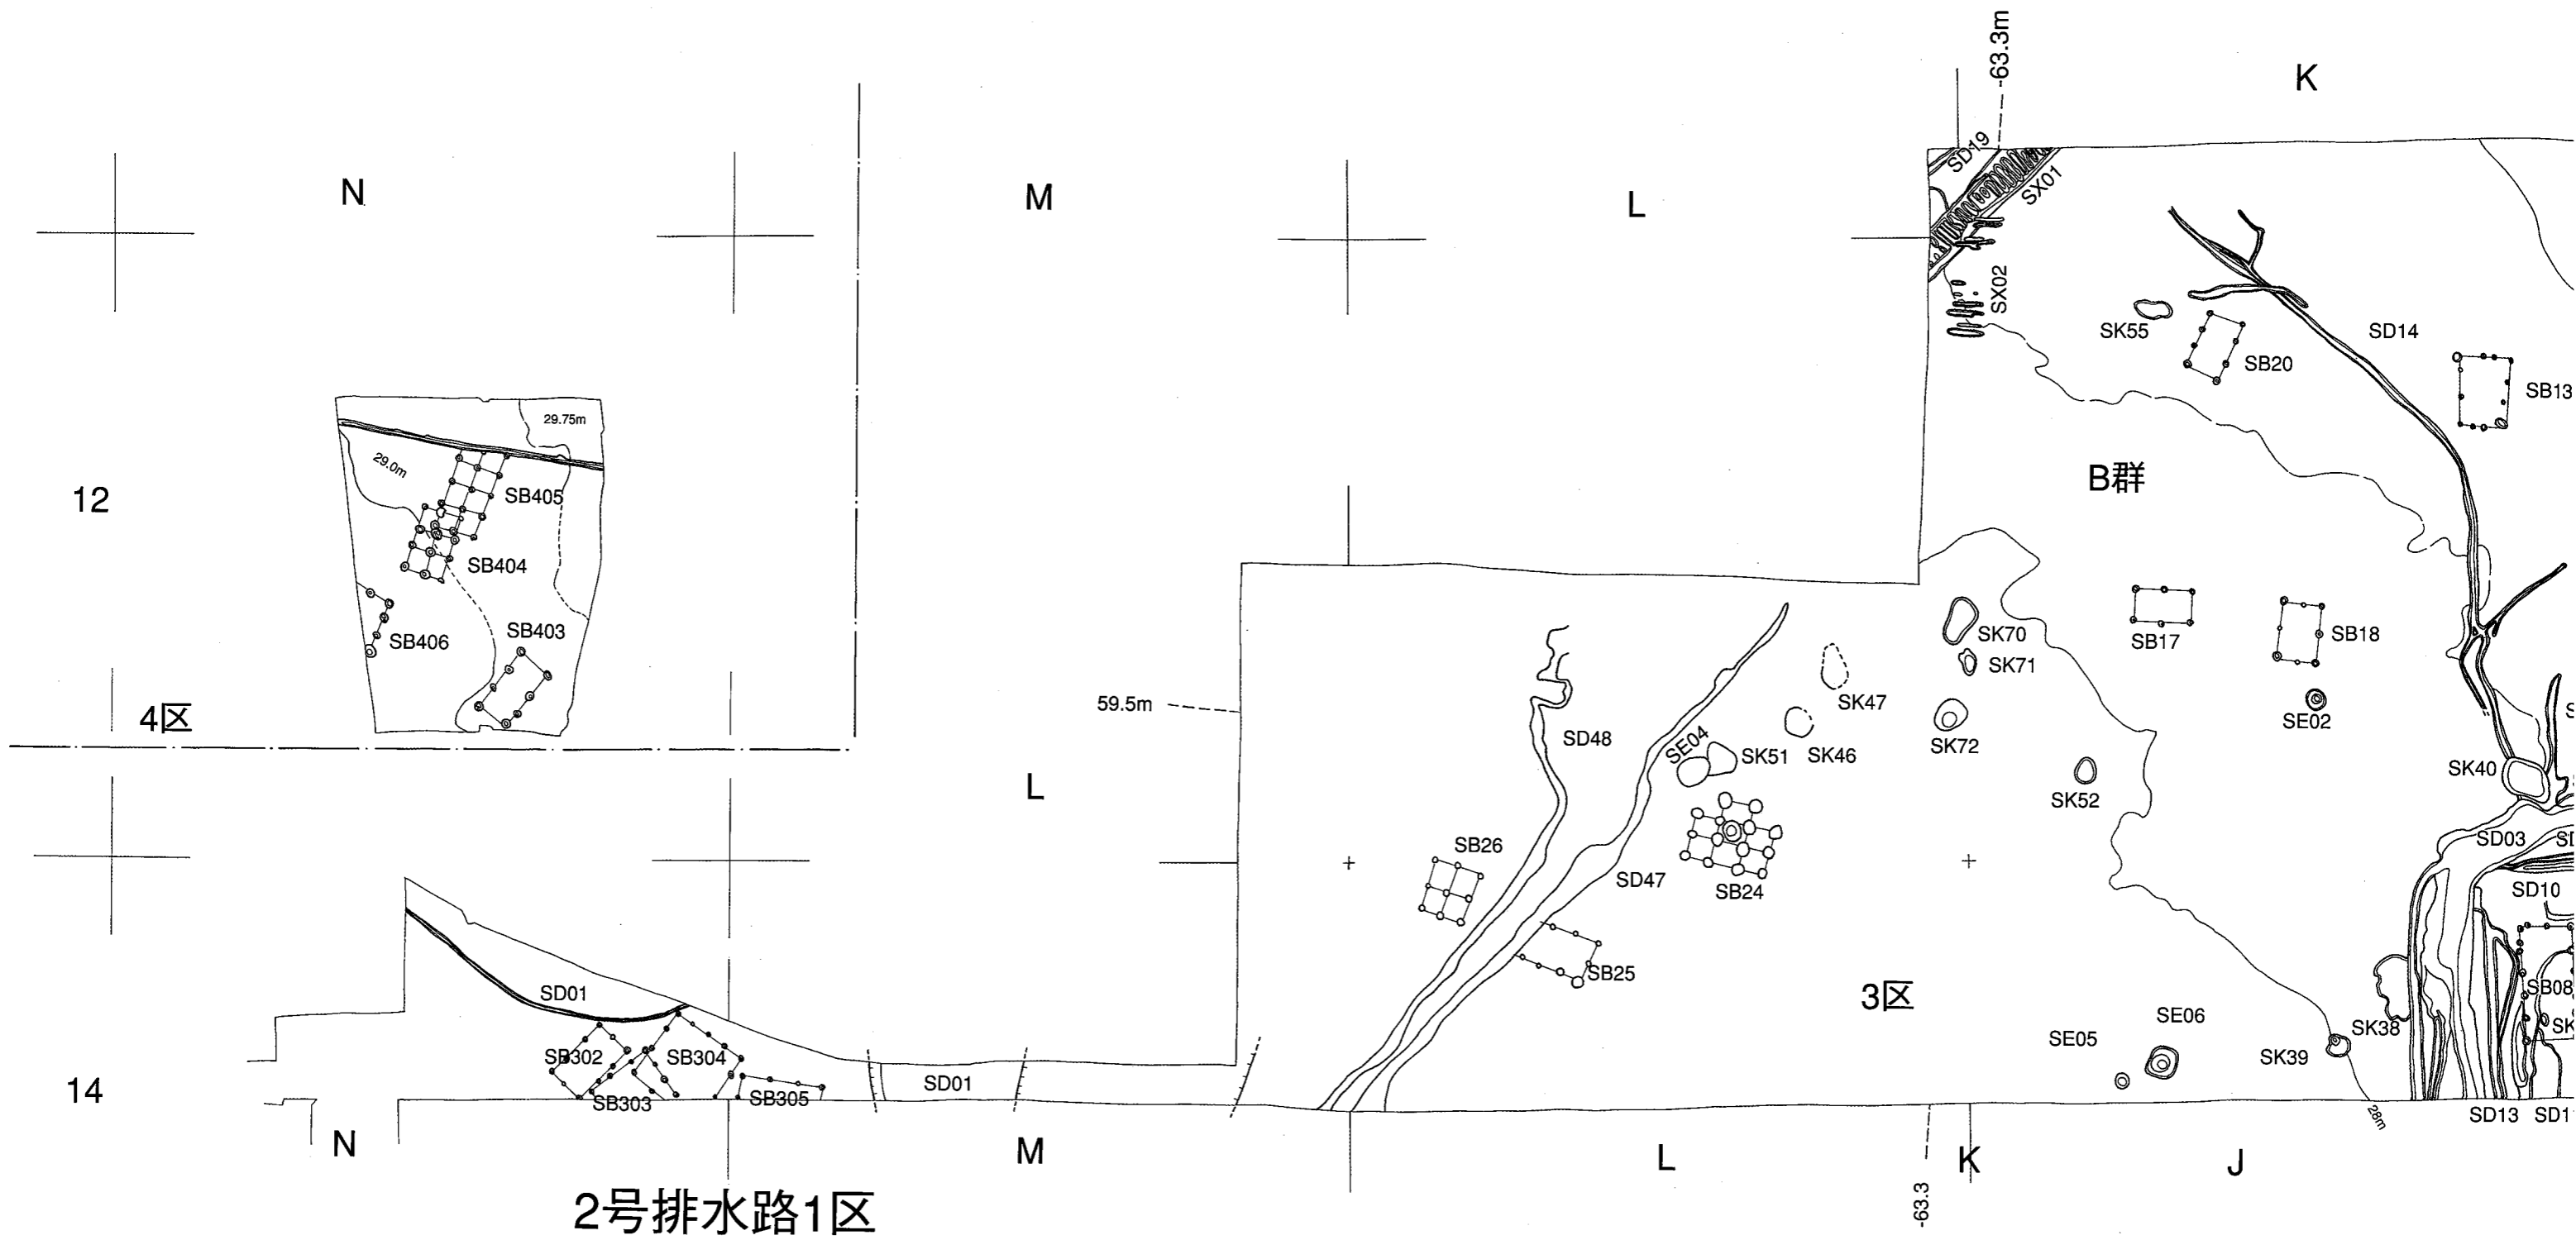 -63.3m
K
N
M
L
SD19
SX01
SX02
SK55
SB20
SD14
SB13
29.75m
29.0m
SB405
12
B群
SB404
SB406
SB403
SK70
SK71
SB17
SB18
SK47
4区
59.5m
SD48
SE04
SK51
SK46
SK72
SE02
SK52
SK40
L
SB26
SD47
SB24
SD03
SD10
SB25
SB08
3区
SD01
SB302
SB304
SB303
SB305
SD01
SE05
SE06
SK39
SK38
SK
14
28m
SD13
SD1
N
M
L
K
J
-63.3
2号排水路1区